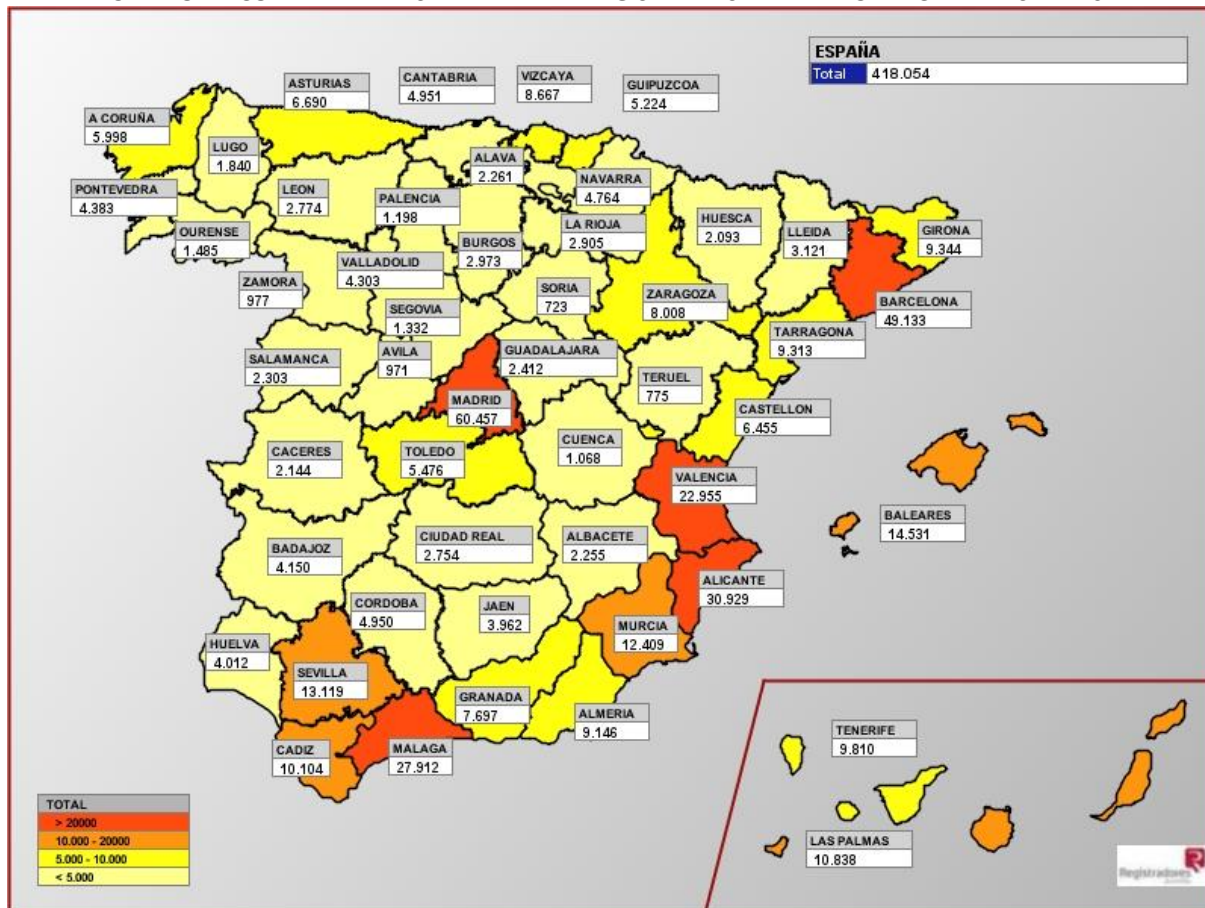 ESPAÑA
Total 418.054
ASTURIAS
6.690
CANTABRIA
4.951
VIZCAYA
8.667
GUIPUZCOA
5.224
A CORUÑA
5.998
LUGO
1.840
ALAVA
2.261
NAVARRA
4.764
PONTEVEDRA
4.383
LEON
2.774
PALENCIA
1.198
HUESCA
2.093
LLEIDA
3.121
GIRONA
9.344
OURENSE
1.485
BURGOS
2.973
LA RIOJA
2.905
ZAMORA
977
VALLADOLID
4.303
SORIA
723
ZARAGOZA
8.008
BARCELONA
49.133
SEGOVIA
1.332
TARRAGONA
9.313
SALAMANCA
2.303
AVILA
971
GUADALAJARA
2.412
TERUEL
775
MADRID
60.457
CASTELLON
6.455
CACERES
2.144
TOLEDO
5.476
CUENCA
1.068
VALENCIA
22.955
BALEARES
14.531
BADAJOZ
4.150
CIUDAD REAL
2.754
ALBACETE
2.255
ALICANTE
30.929
CORDOBA
4.950
JAEN
3.962
MURCIA
12.409
HUELVA
4.012
SEVILLA
13.119
GRANADA
7.697
ALMERIA
9.146
CADIZ
10.104
MALAGA
27.912
TENERIFE
9.810
LAS PALMAS
10.838
TOTAL
> 20000
10.000 - 20000
5.000 - 10.000
< 5.000
Registradores